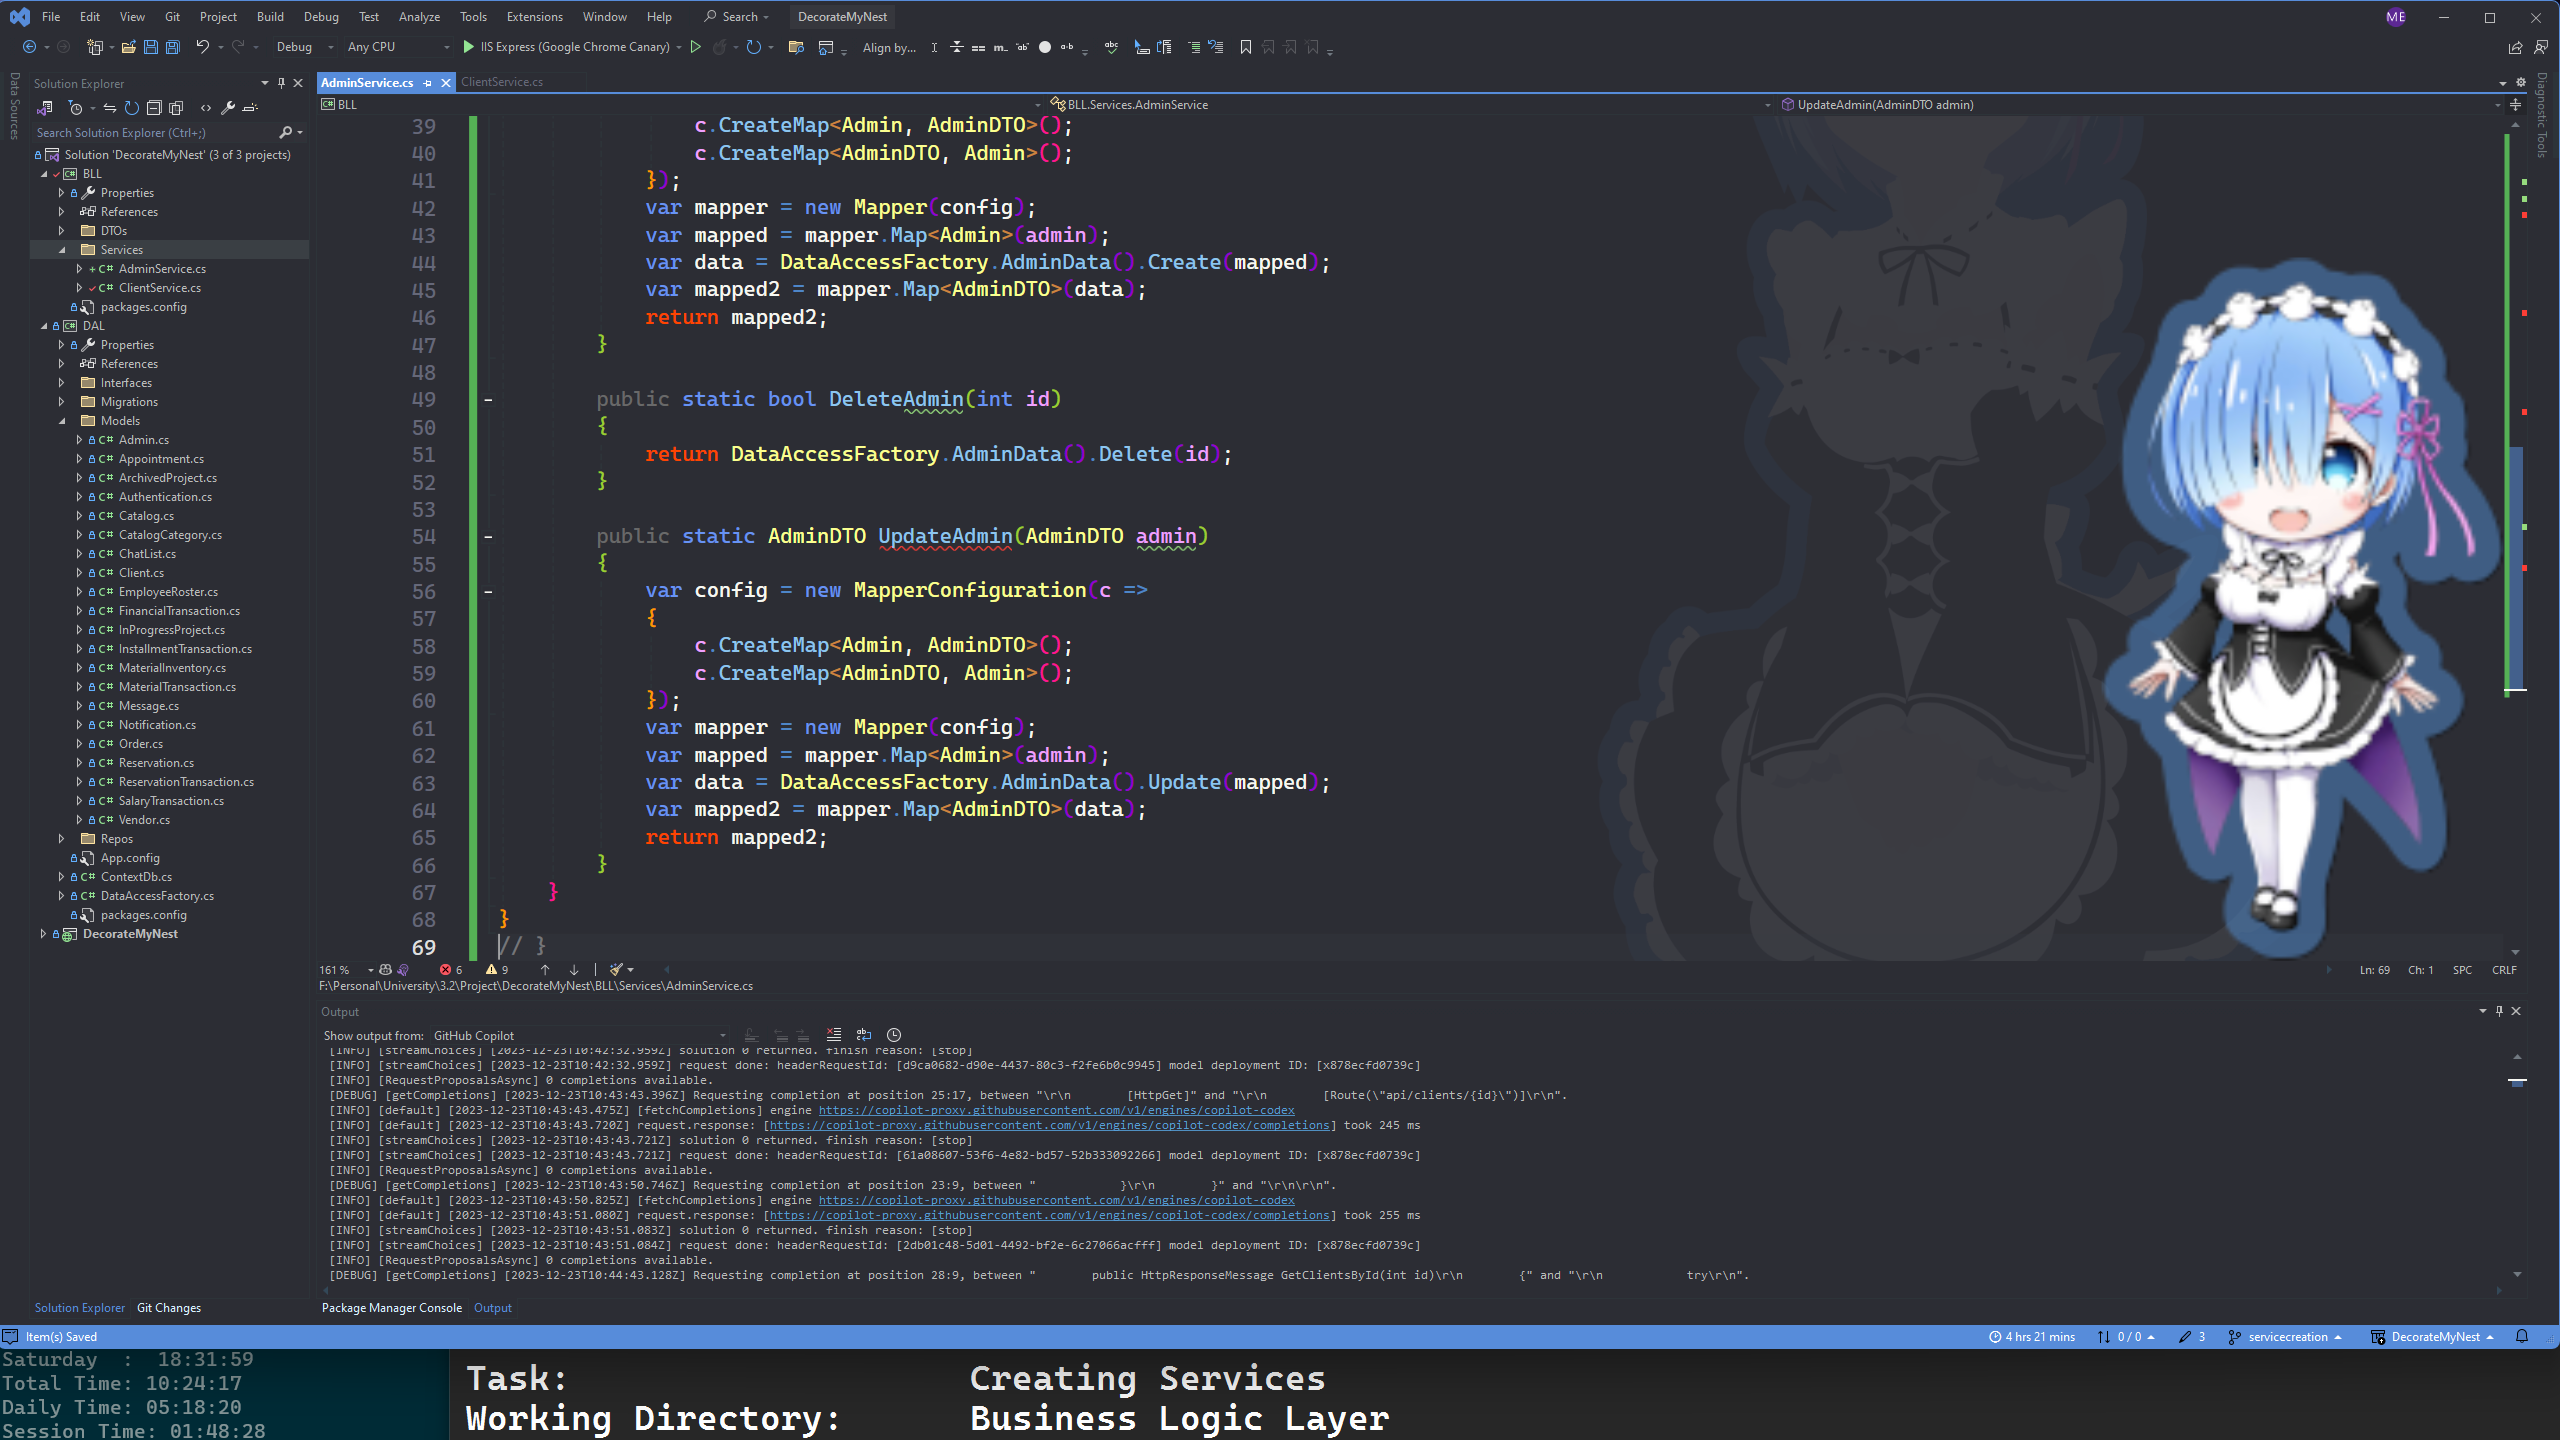 File Edit View Git Project Build Debug Test Analyze Tools Extensions Window Help Search DecorateMyNest ME
Debug Any CPU IIS Express (Google Chrome Canary) Align by...
Data Sources
Solution Explorer
Search Solution Explorer (Ctrl+;)
Solution 'DecorateMyNest' (3 of 3 projects)
BLL
Properties
References
DTOs
Services
AdminService.cs
ClientService.cs
packages.config
DAL
Properties
References
Interfaces
Migrations
Models
Admin.cs
Appointment.cs
ArchivedProject.cs
Authentication.cs
Catalog.cs
CatalogCategory.cs
ChatList.cs
Client.cs
EmployeeRoster.cs
FinancialTransaction.cs
InProgressProject.cs
InstallmentTransaction.cs
MaterialInventory.cs
MaterialTransaction.cs
Message.cs
Notification.cs
Order.cs
Reservation.cs
ReservationTransaction.cs
SalaryTransaction.cs
Vendor.cs
Repos
App.config
ContextDb.cs
DataAccessFactory.cs
packages.config
DecorateMyNest
Solution Explorer Git Changes
AdminService.cs ClientService.cs
BLL BLL.Services.AdminService UpdateAdmin(AdminDTO admin)
Diagnostic Tools
39 c.CreateMap<Admin, AdminDTO>();
40 c.CreateMap<AdminDTO, Admin>();
41 });
42 var mapper = new Mapper(config);
43 var mapped = mapper.Map<Admin>(admin);
44 var data = DataAccessFactory.AdminData().Create(mapped);
45 var mapped2 = mapper.Map<AdminDTO>(data);
46 return mapped2;
47 }
48
49 public static bool DeleteAdmin(int id)
50 {
51 return DataAccessFactory.AdminData().Delete(id);
52 }
53
54 public static AdminDTO UpdateAdmin(AdminDTO admin)
55 {
56 var config = new MapperConfiguration(c =>
57 {
58 c.CreateMap<Admin, AdminDTO>();
59 c.CreateMap<AdminDTO, Admin>();
60 });
61 var mapper = new Mapper(config);
62 var mapped = mapper.Map<Admin>(admin);
63 var data = DataAccessFactory.AdminData().Update(mapped);
64 var mapped2 = mapper.Map<AdminDTO>(data);
65 return mapped2;
66 }
67 }
68 }
69 // }
161 % 6 9 Ln: 69 Ch: 1 SPC CRLF
F:\Personal\University\3.2\Project\DecorateMyNest\BLL\Services\AdminService.cs
Output
Show output from: GitHub Copilot
[INFO] [streamChoices] [2023-12-23T10:42:32.959Z] solution 0 returned. finish reason: [stop]
[INFO] [streamChoices] [2023-12-23T10:42:32.959Z] request done: headerRequestId: [d9ca0682-d90e-4437-80c3-f2fe6b0c9945] model deployment ID: [x878ecfd0739c]
[INFO] [RequestProposalsAsync] 0 completions available.
[DEBUG] [getCompletions] [2023-12-23T10:43:43.396Z] Requesting completion at position 25:17, between "\r\n [HttpGet]" and "\r\n [Route(\"api/clients/{id}\")]\r\n".
[INFO] [default] [2023-12-23T10:43:43.475Z] [fetchCompletions] engine https://copilot-proxy.githubusercontent.com/v1/engines/copilot-codex
[INFO] [default] [2023-12-23T10:43:43.720Z] request.response: [https://copilot-proxy.githubusercontent.com/v1/engines/copilot-codex/completions] took 245 ms
[INFO] [streamChoices] [2023-12-23T10:43:43.721Z] solution 0 returned. finish reason: [stop]
[INFO] [streamChoices] [2023-12-23T10:43:43.721Z] request done: headerRequestId: [61a08607-53f6-4e82-bd57-52b333092266] model deployment ID: [x878ecfd0739c]
[INFO] [RequestProposalsAsync] 0 completions available.
[DEBUG] [getCompletions] [2023-12-23T10:43:50.746Z] Requesting completion at position 23:9, between " }\r\n }" and "\r\n\r\n".
[INFO] [default] [2023-12-23T10:43:50.825Z] [fetchCompletions] engine https://copilot-proxy.githubusercontent.com/v1/engines/copilot-codex
[INFO] [default] [2023-12-23T10:43:51.080Z] request.response: [https://copilot-proxy.githubusercontent.com/v1/engines/copilot-codex/completions] took 255 ms
[INFO] [streamChoices] [2023-12-23T10:43:51.083Z] solution 0 returned. finish reason: [stop]
[INFO] [streamChoices] [2023-12-23T10:43:51.084Z] request done: headerRequestId: [2db01c48-5d01-4492-bf2e-6c27066acfff] model deployment ID: [x878ecfd0739c]
[INFO] [RequestProposalsAsync] 0 completions available.
[DEBUG] [getCompletions] [2023-12-23T10:44:43.128Z] Requesting completion at position 28:9, between " public HttpResponseMessage GetClientsById(int id)\r\n {" and "\r\n try\r\n".
Package Manager Console Output
Item(s) Saved 4 hrs 21 mins 0 / 0 3 servicecreation DecorateMyNest
Saturday : 18:31:59
Total Time: 10:24:17
Daily Time: 05:18:20
Session Time: 01:48:28
Task: Creating Services
Working Directory: Business Logic Layer